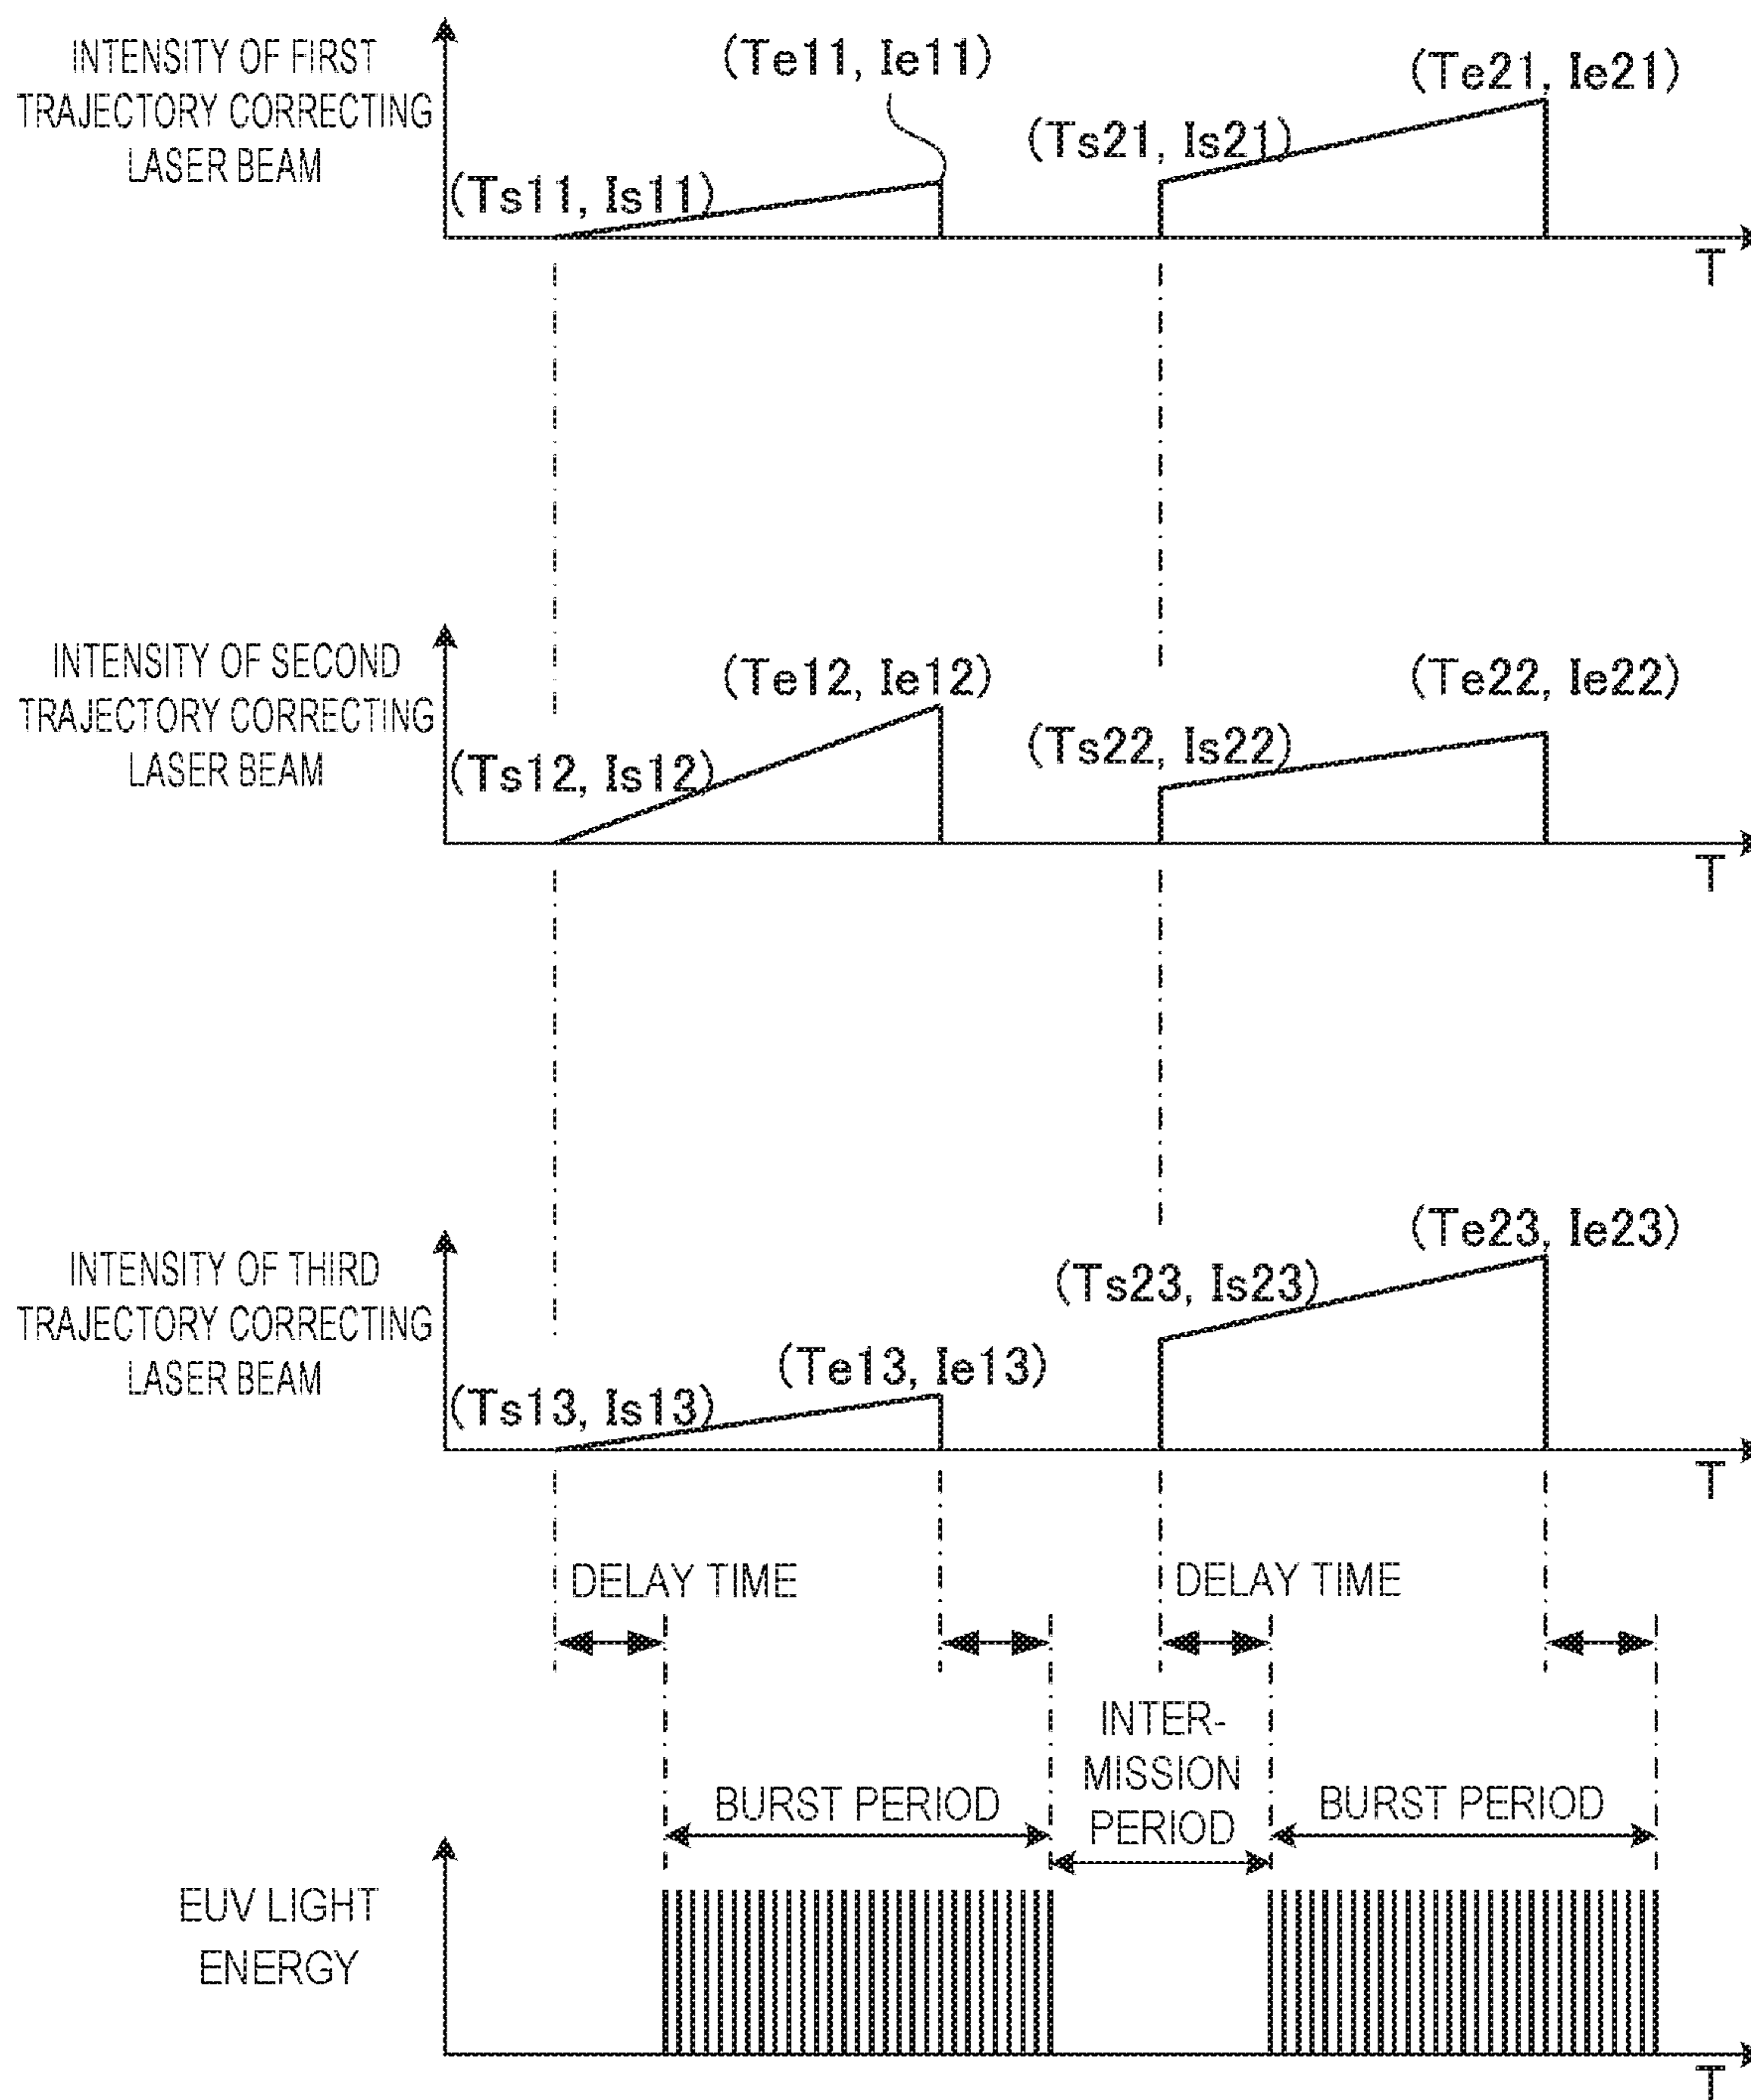 INTENSITY OF FIRST
TRAJECTORY CORRECTING
LASER BEAM
(Te11, Ie11)
(Te21, Ie21)
(Ts21, Is21)
(Ts11, Is11)
T
INTENSITY OF SECOND
TRAJECTORY CORRECTING
LASER BEAM
(Te12, Ie12)
(Te22, Ie22)
(Ts22, Is22)
(Ts12, Is12)
T
INTENSITY OF THIRD
TRAJECTORY CORRECTING
LASER BEAM
(Te23, Ie23)
(Ts23, Is23)
(Te13, Ie13)
(Ts13, Is13)
T
DELAY TIME
DELAY TIME
INTER-
MISSION
PERIOD
BURST PERIOD
BURST PERIOD
EUV LIGHT
ENERGY
T